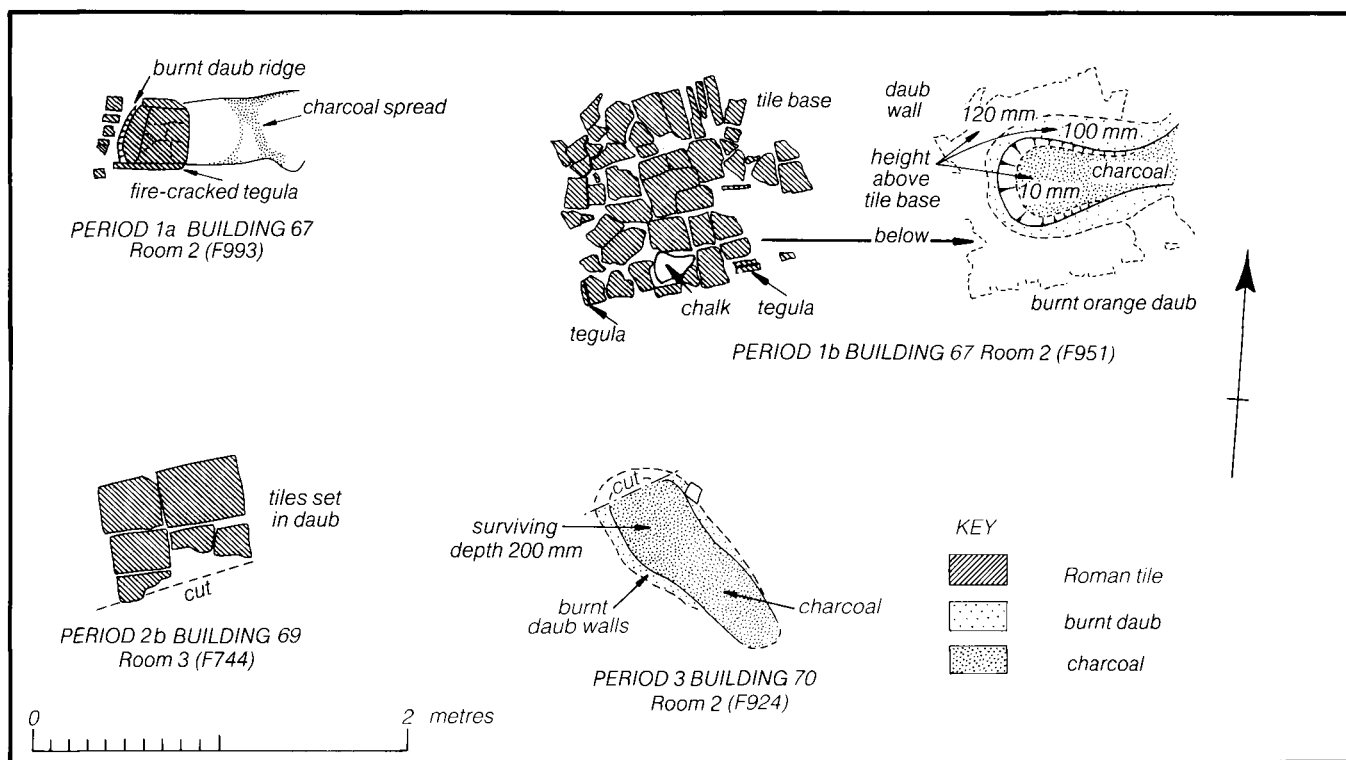 burnt daub ridge
charcoal spread
fire-cracked tegula
PERIOD 1a BUILDING 67
Room 2 (F993)
tile base
daub
wall
120 mm
100 mm
height
above
tile base
charcoal
10 mm
below
tegula
chalk
tegula
burnt orange daub
PERIOD 1b BUILDING 67 Room 2 (F951)
tiles set
in daub
cut
PERIOD 2b BUILDING 69
Room 3 (F744)
cut
surviving
depth 200 mm
burnt
daub walls
charcoal
PERIOD 3 BUILDING 70
Room 2 (F924)
KEY
Roman tile
burnt daub
charcoal
0 2 metres